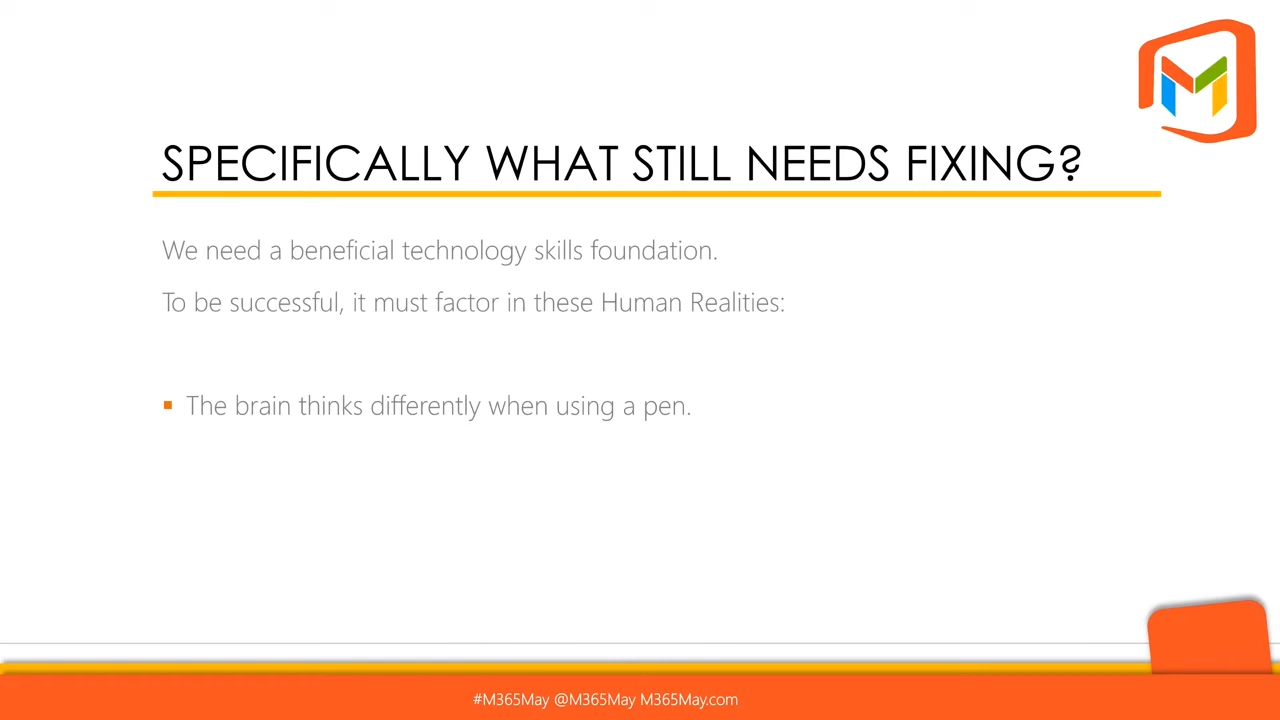 SPECIFICALLY WHAT STILL NEEDS FIXING?
We need a beneficial technology skills foundation.
To be successful, it must factor in these Human Realities:
▪ The brain thinks differently when using a pen.
#M365May @M365May M365May.com